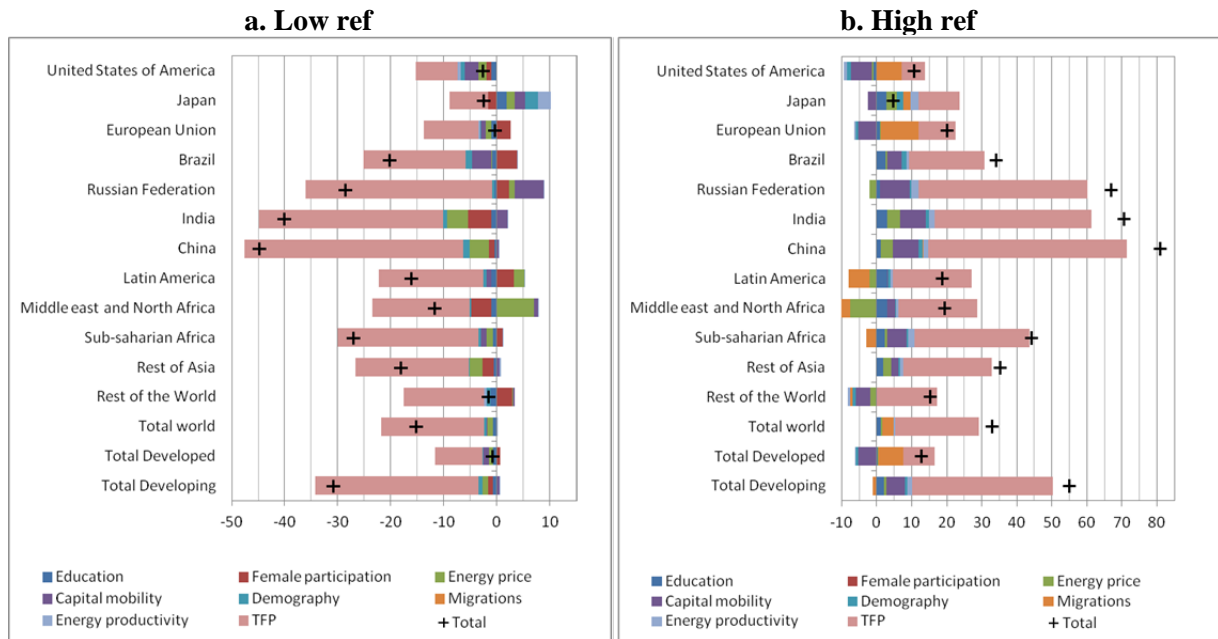 a. Low ref
United States of America
Japan
European Union
Brazil
Russian Federation
India
China
Latin America
Middle east and North Africa
Sub-saharian Africa
Rest of Asia
Rest of the World
Total world
Total Developed
Total Developing
-50 -40 -30 -20 -10 0 10
Education Female participation Energy price
Capital mobility Demography Migrations
Energy productivity TFP Total
b. High ref
United States of America
Japan
European Union
Brazil
Russian Federation
India
China
Latin America
Middle east and North Africa
Sub-saharian Africa
Rest of Asia
Rest of the World
Total world
Total Developed
Total Developing
-10 0 10 20 30 40 50 60 70 80
Education Female participation Energy price
Capital mobility Demography Migrations
Energy productivity TFP Total